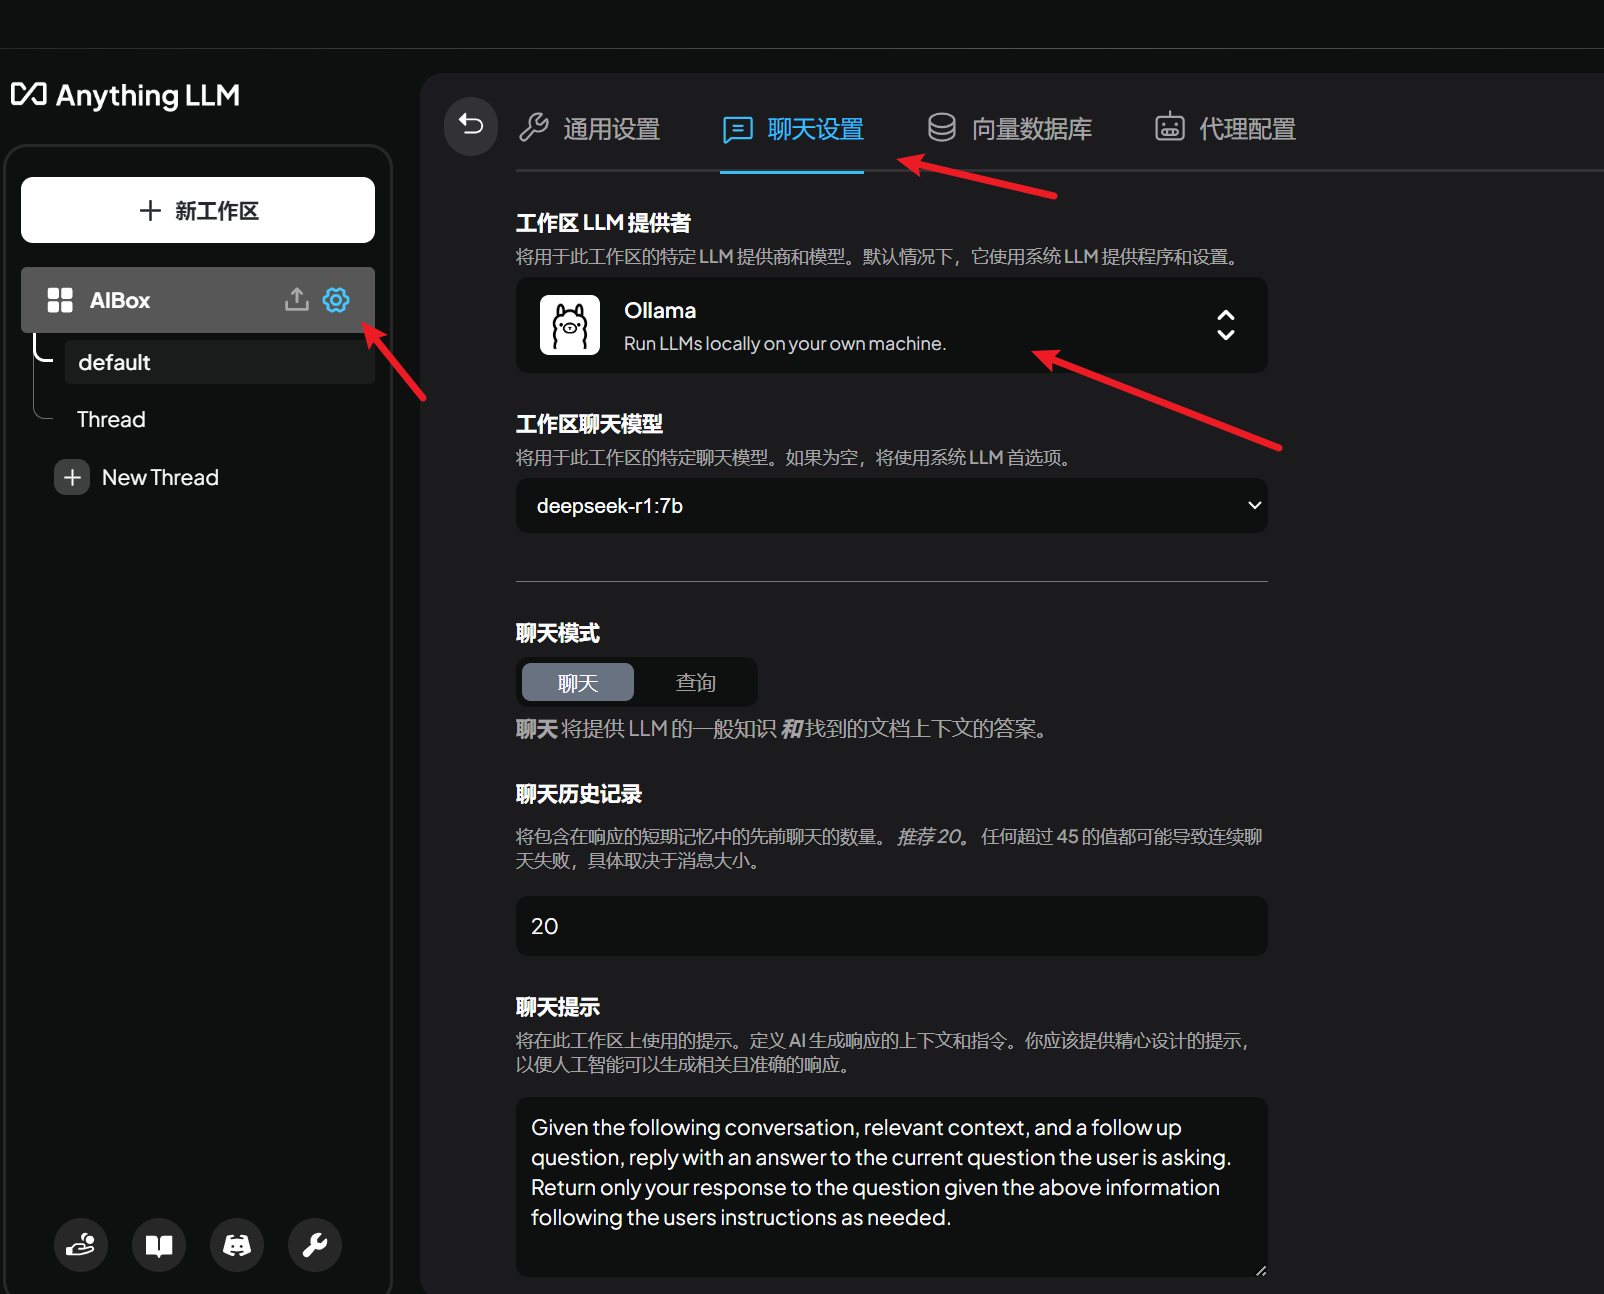 Anything LLM
新工作区
AIBox
default
Thread
New Thread
通用设置
聊天设置
向量数据库
代理配置
工作区 LLM 提供者
将用于此工作区的特定 LLM 提供商和模型。默认情况下，它使用系统 LLM 提供程序和设置。
Ollama
Run LLMs locally on your own machine.
工作区聊天模型
将用于此工作区的特定聊天模型。如果为空，将使用系统 LLM 首选项。
deepseek-r1:7b
聊天模式
聊天
查询
聊天 将提供 LLM 的一般知识 和 找到的文档上下文的答案。
聊天历史记录
将包含在响应的短期记忆中的先前聊天的数量。 推荐 20。 任何超过 45 的值都可能导致连续聊
天失败，具体取决于消息大小。
20
聊天提示
将在此工作区上使用的提示。定义 AI 生成响应的上下文和指令。你应该提供精心设计的提示，
以便人工智能可以生成相关且准确的响应。
Given the following conversation, relevant context, and a follow up
question, reply with an answer to the current question the user is asking.
Return only your response to the question given the above information
following the users instructions as needed.